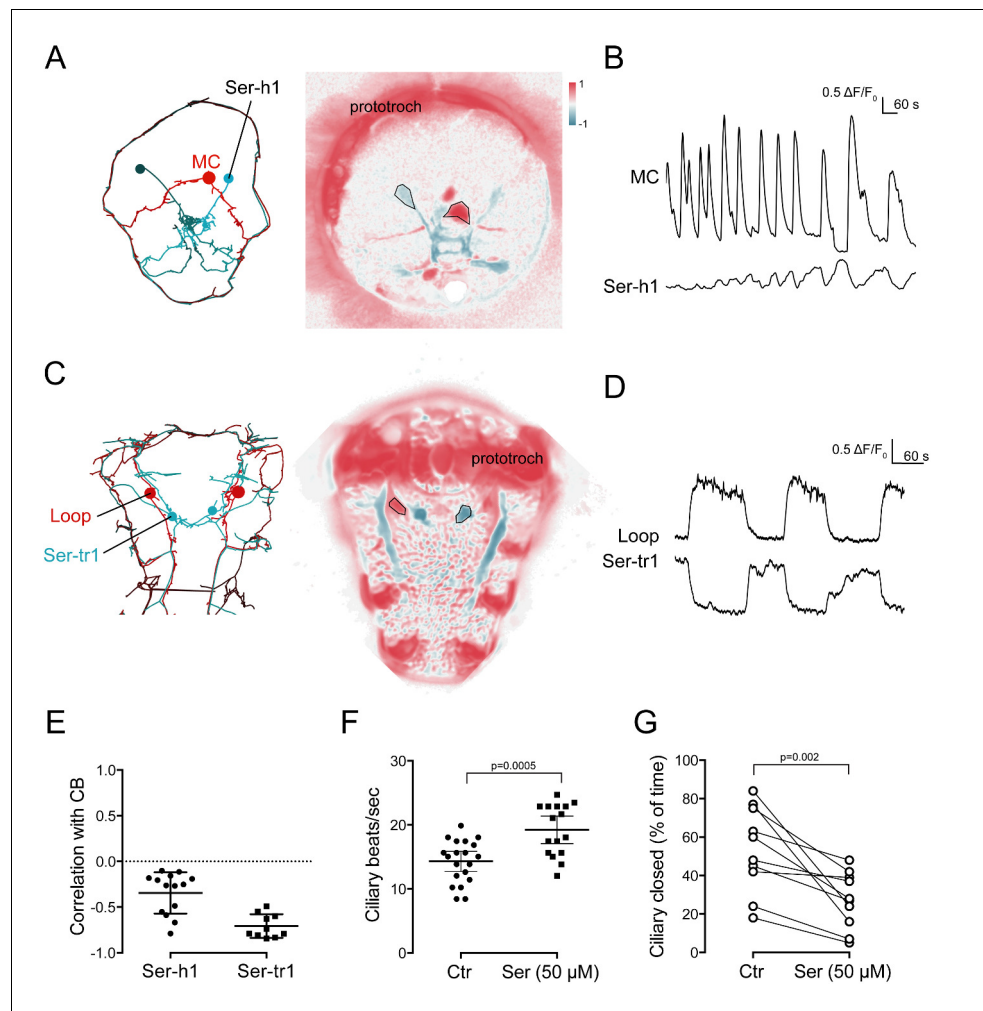 A
Ser-h1
MC
prototroch
1
-1
B
0.5 ΔF/F0
60 s
MC
Ser-h1
C
Loop
Ser-tr1
prototroch
D
0.5 ΔF/F0
60 s
Loop
Ser-tr1
E
Correlation with CB
1.0
0.5
0.0
-0.5
-1.0
Ser-h1
Ser-tr1
F
Ciliary beats/sec
30
20
10
0
p=0.0005
Ctr
Ser (50 µM)
G
Ciliary closed (% of time)
100
80
60
40
20
0
p=0.002
Ctr
Ser (50 µM)